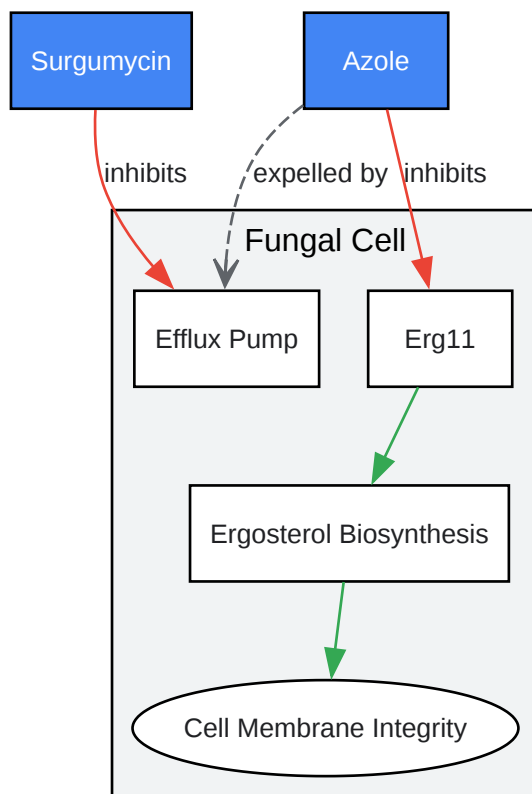 Surgumycin
Azole
inhibits
expelled by
inhibits
Fungal Cell
Efflux Pump
Erg11
Ergosterol Biosynthesis
Cell Membrane Integrity